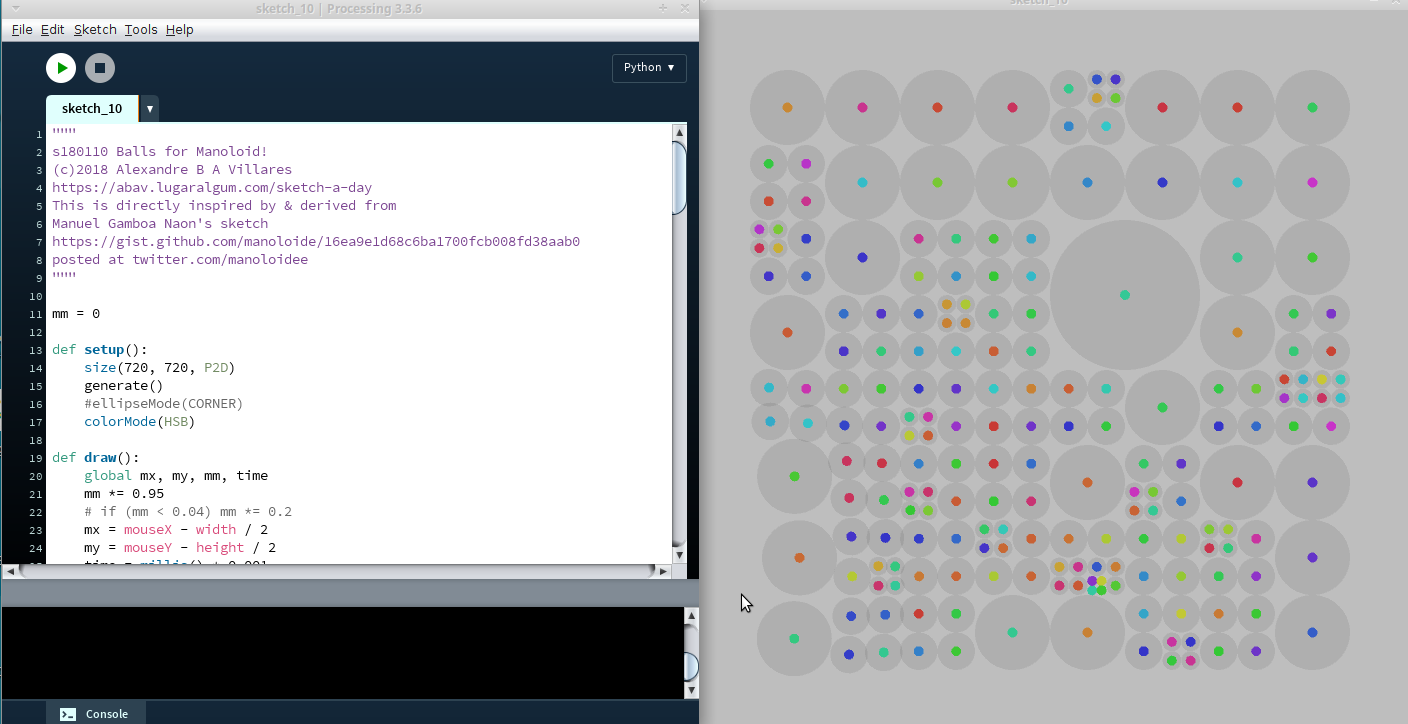 sketch_10 | Processing 3.3.6
File Edit Sketch Tools Help
Python ▾
sketch_10
1 """
2 s180110 Balls for Manoloid!
3 (c)2018 Alexandre B A Villares
4 https://abav.lugaralgum.com/sketch-a-day
5 This is directly inspired by & derived from
6 Manuel Gamboa Naon's sketch
7 https://gist.github.com/manoloide/16ea9e1d68c6ba1700fcb008fd38aab0
8 posted at twitter.com/manoloidee
9 """
10
11 mm = 0
12
13 def setup():
14     size(720, 720, P2D)
15     generate()
16     #ellipseMode(CORNER)
17     colorMode(HSB)
18
19 def draw():
20     global mx, my, mm, time
21     mm *= 0.95
22     # if (mm < 0.04) mm *= 0.2
23     mx = mouseX - width / 2
24     my = mouseY - height / 2
Console
sketch_10